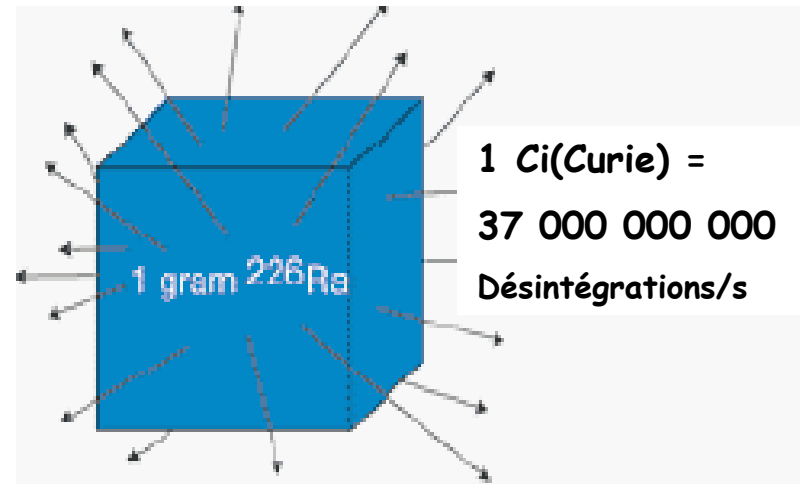 1 gram 226Ra
1 Ci(Curie) =
37 000 000 000
Désintégrations/s